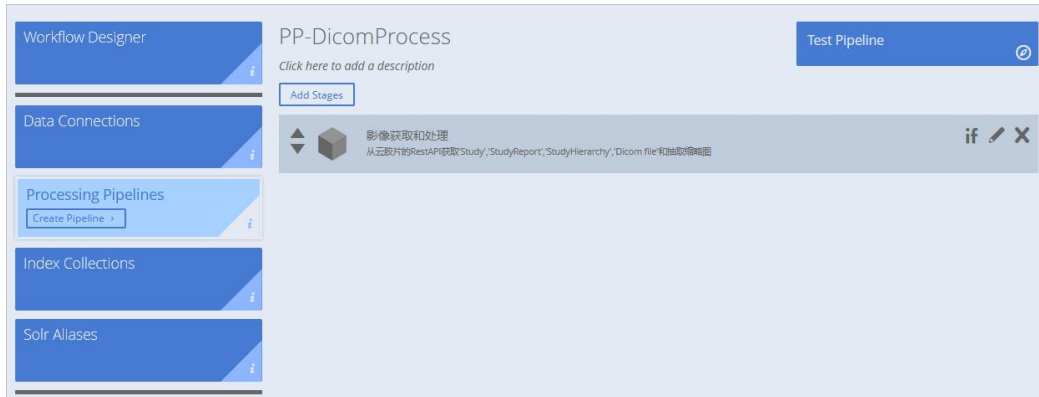 Workflow Designer
Data Connections
Processing Pipelines
Create Pipeline >
Index Collections
Solr Aliases
PP-DicomProcess
Click here to add a description
Add Stages
影像获取和处理
从云胶片的RestAPI获取'Study','StudyReport','StudyHierarchy','Dicom file'和抽取缩略图
if
Test Pipeline